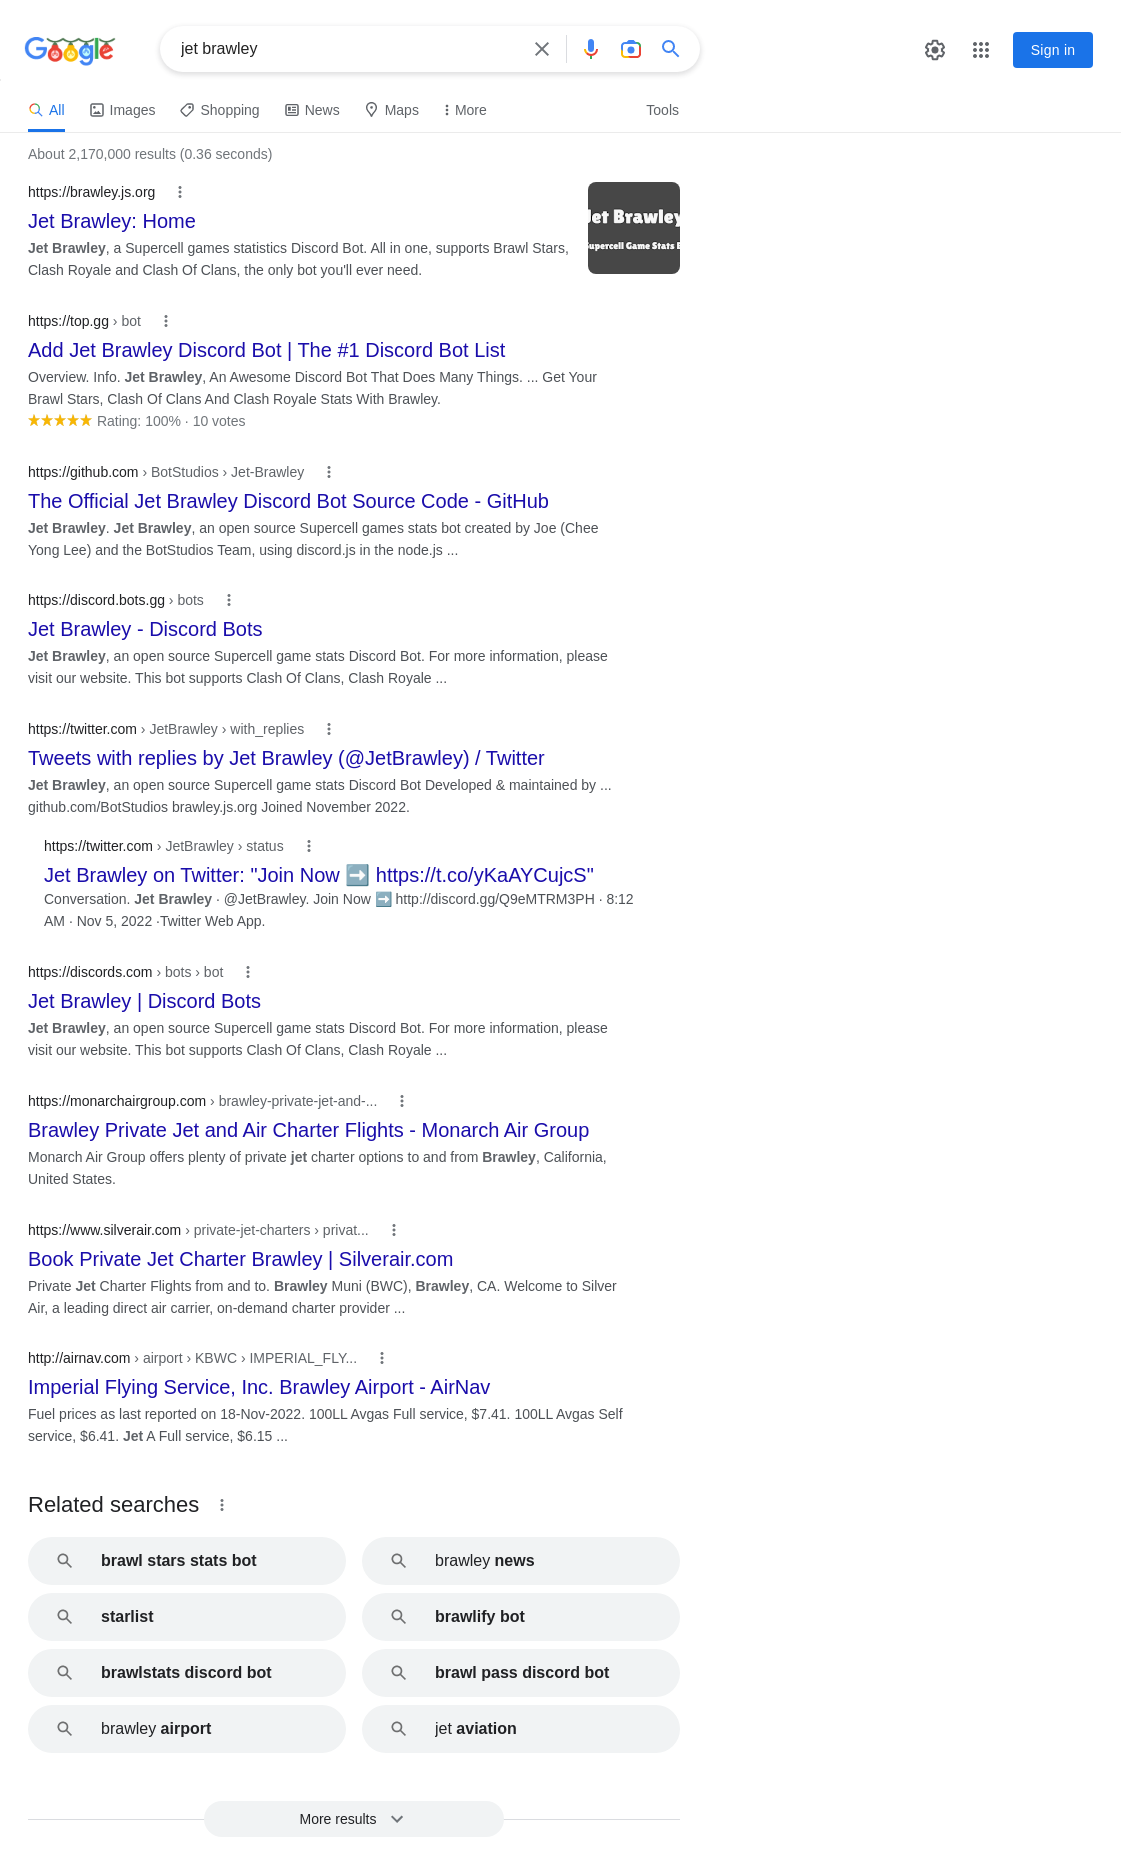 Google
jet brawley
Sign in
All Images Shopping News Maps More Tools
About 2,170,000 results (0.36 seconds)
https://brawley.js.org
Jet Brawley: Home
Jet Brawley, a Supercell games statistics Discord Bot. All in one, supports Brawl Stars,
Clash Royale and Clash Of Clans, the only bot you'll ever need.
Jet Brawley
Supercell Game Stats B
https://top.gg › bot
Add Jet Brawley Discord Bot | The #1 Discord Bot List
Overview. Info. Jet Brawley, An Awesome Discord Bot That Does Many Things. ... Get Your
Brawl Stars, Clash Of Clans And Clash Royale Stats With Brawley.
★★★★★ Rating: 100% · 10 votes
https://github.com › BotStudios › Jet-Brawley
The Official Jet Brawley Discord Bot Source Code - GitHub
Jet Brawley. Jet Brawley, an open source Supercell games stats bot created by Joe (Chee
Yong Lee) and the BotStudios Team, using discord.js in the node.js ...
https://discord.bots.gg › bots
Jet Brawley - Discord Bots
Jet Brawley, an open source Supercell game stats Discord Bot. For more information, please
visit our website. This bot supports Clash Of Clans, Clash Royale ...
https://twitter.com › JetBrawley › with_replies
Tweets with replies by Jet Brawley (@JetBrawley) / Twitter
Jet Brawley, an open source Supercell game stats Discord Bot Developed & maintained by ...
github.com/BotStudios brawley.js.org Joined November 2022.
https://twitter.com › JetBrawley › status
Jet Brawley on Twitter: "Join Now ➡️ https://t.co/yKaAYCujcS"
Conversation. Jet Brawley · @JetBrawley. Join Now ➡️ http://discord.gg/Q9eMTRM3PH · 8:12
AM · Nov 5, 2022 ·Twitter Web App.
https://discords.com › bots › bot
Jet Brawley | Discord Bots
Jet Brawley, an open source Supercell game stats Discord Bot. For more information, please
visit our website. This bot supports Clash Of Clans, Clash Royale ...
https://monarchairgroup.com › brawley-private-jet-and-...
Brawley Private Jet and Air Charter Flights - Monarch Air Group
Monarch Air Group offers plenty of private jet charter options to and from Brawley, California,
United States.
https://www.silverair.com › private-jet-charters › privat...
Book Private Jet Charter Brawley | Silverair.com
Private Jet Charter Flights from and to. Brawley Muni (BWC), Brawley, CA. Welcome to Silver
Air, a leading direct air carrier, on-demand charter provider ...
http://airnav.com › airport › KBWC › IMPERIAL_FLY...
Imperial Flying Service, Inc. Brawley Airport - AirNav
Fuel prices as last reported on 18-Nov-2022. 100LL Avgas Full service, $7.41. 100LL Avgas Self
service, $6.41. Jet A Full service, $6.15 ...
Related searches
brawl stars stats bot
brawley news
starlist
brawlify bot
brawlstats discord bot
brawl pass discord bot
brawley airport
jet aviation
More results